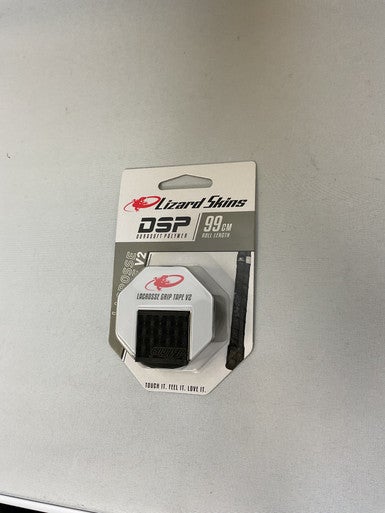 Lizard Skins
DSP
DURASOFT POLYMER
99CM
ROLL LENGTH
LACROSSE
V2
LACROSSE GRIP TAPE V2
TOUCH IT. FEEL IT. LOVE IT.